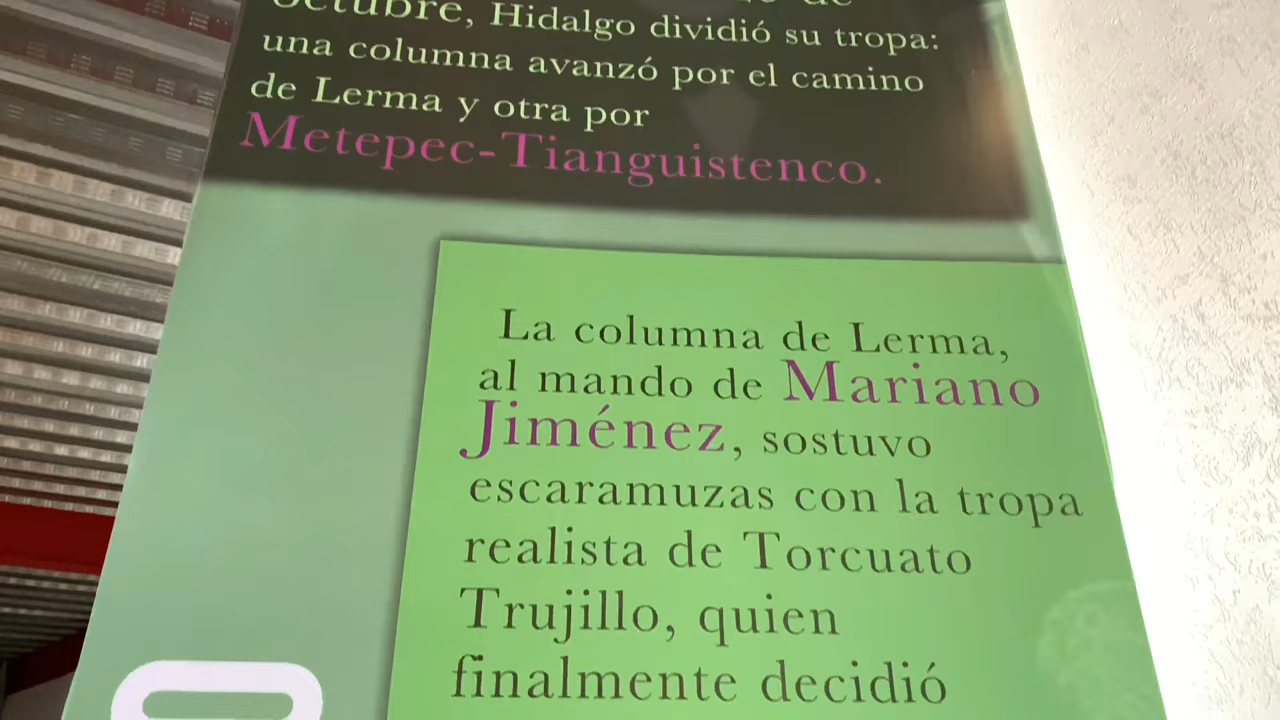 octubre, Hidalgo dividió su tropa:
una columna avanzó por el camino
de Lerma y otra por
Metepec-Tianguistenco.
La columna de Lerma,
al mando de Mariano
Jiménez, sostuvo
escaramuzas con la tropa
realista de Torcuato
Trujillo, quien
finalmente decidió